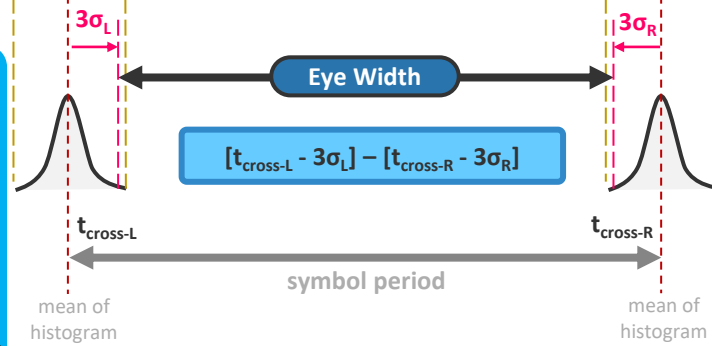 3σL
3σR
Eye Width
[tcross-L - 3σL] – [tcross-R - 3σR]
tcross-L
tcross-R
symbol period
mean of
histogram
mean of
histogram